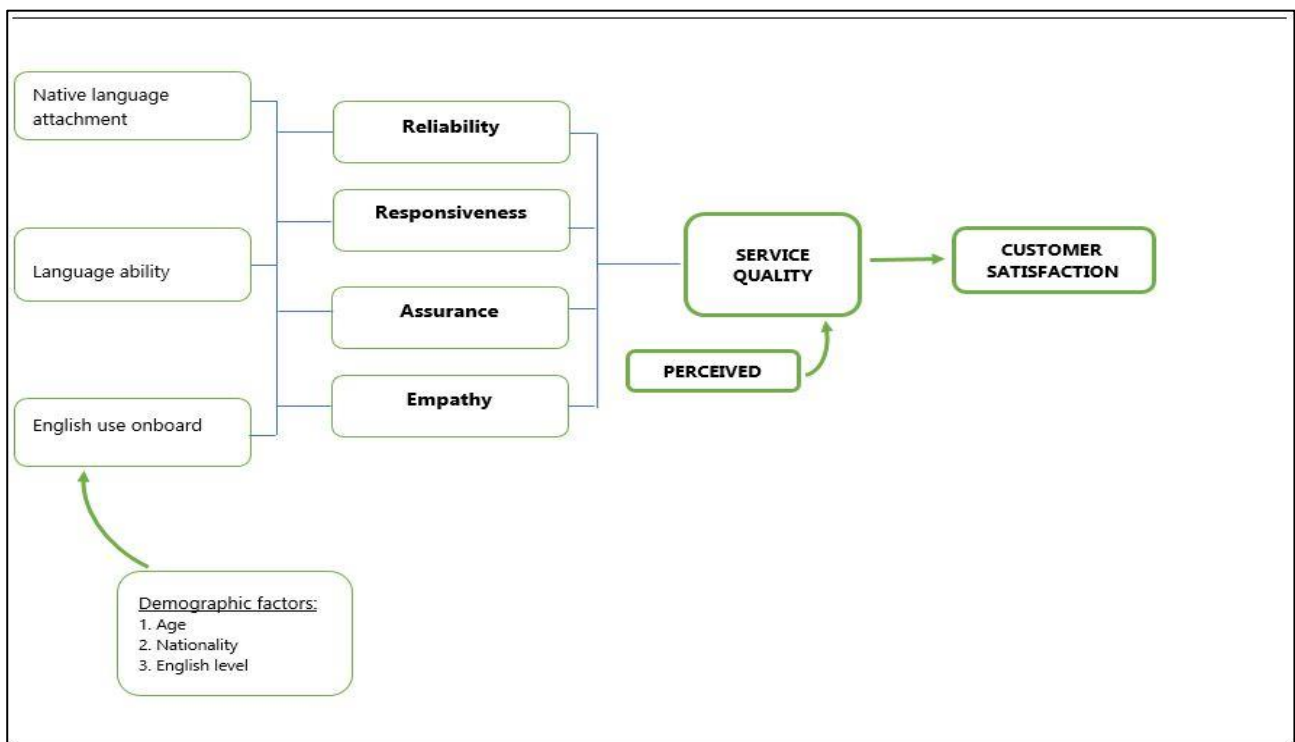 Native language
attachment
Language ability
English use onboard
Demographic factors:
1. Age
2. Nationality
3. English level
Reliability
Responsiveness
Assurance
Empathy
SERVICE
QUALITY
PERCEIVED
CUSTOMER
SATISFACTION